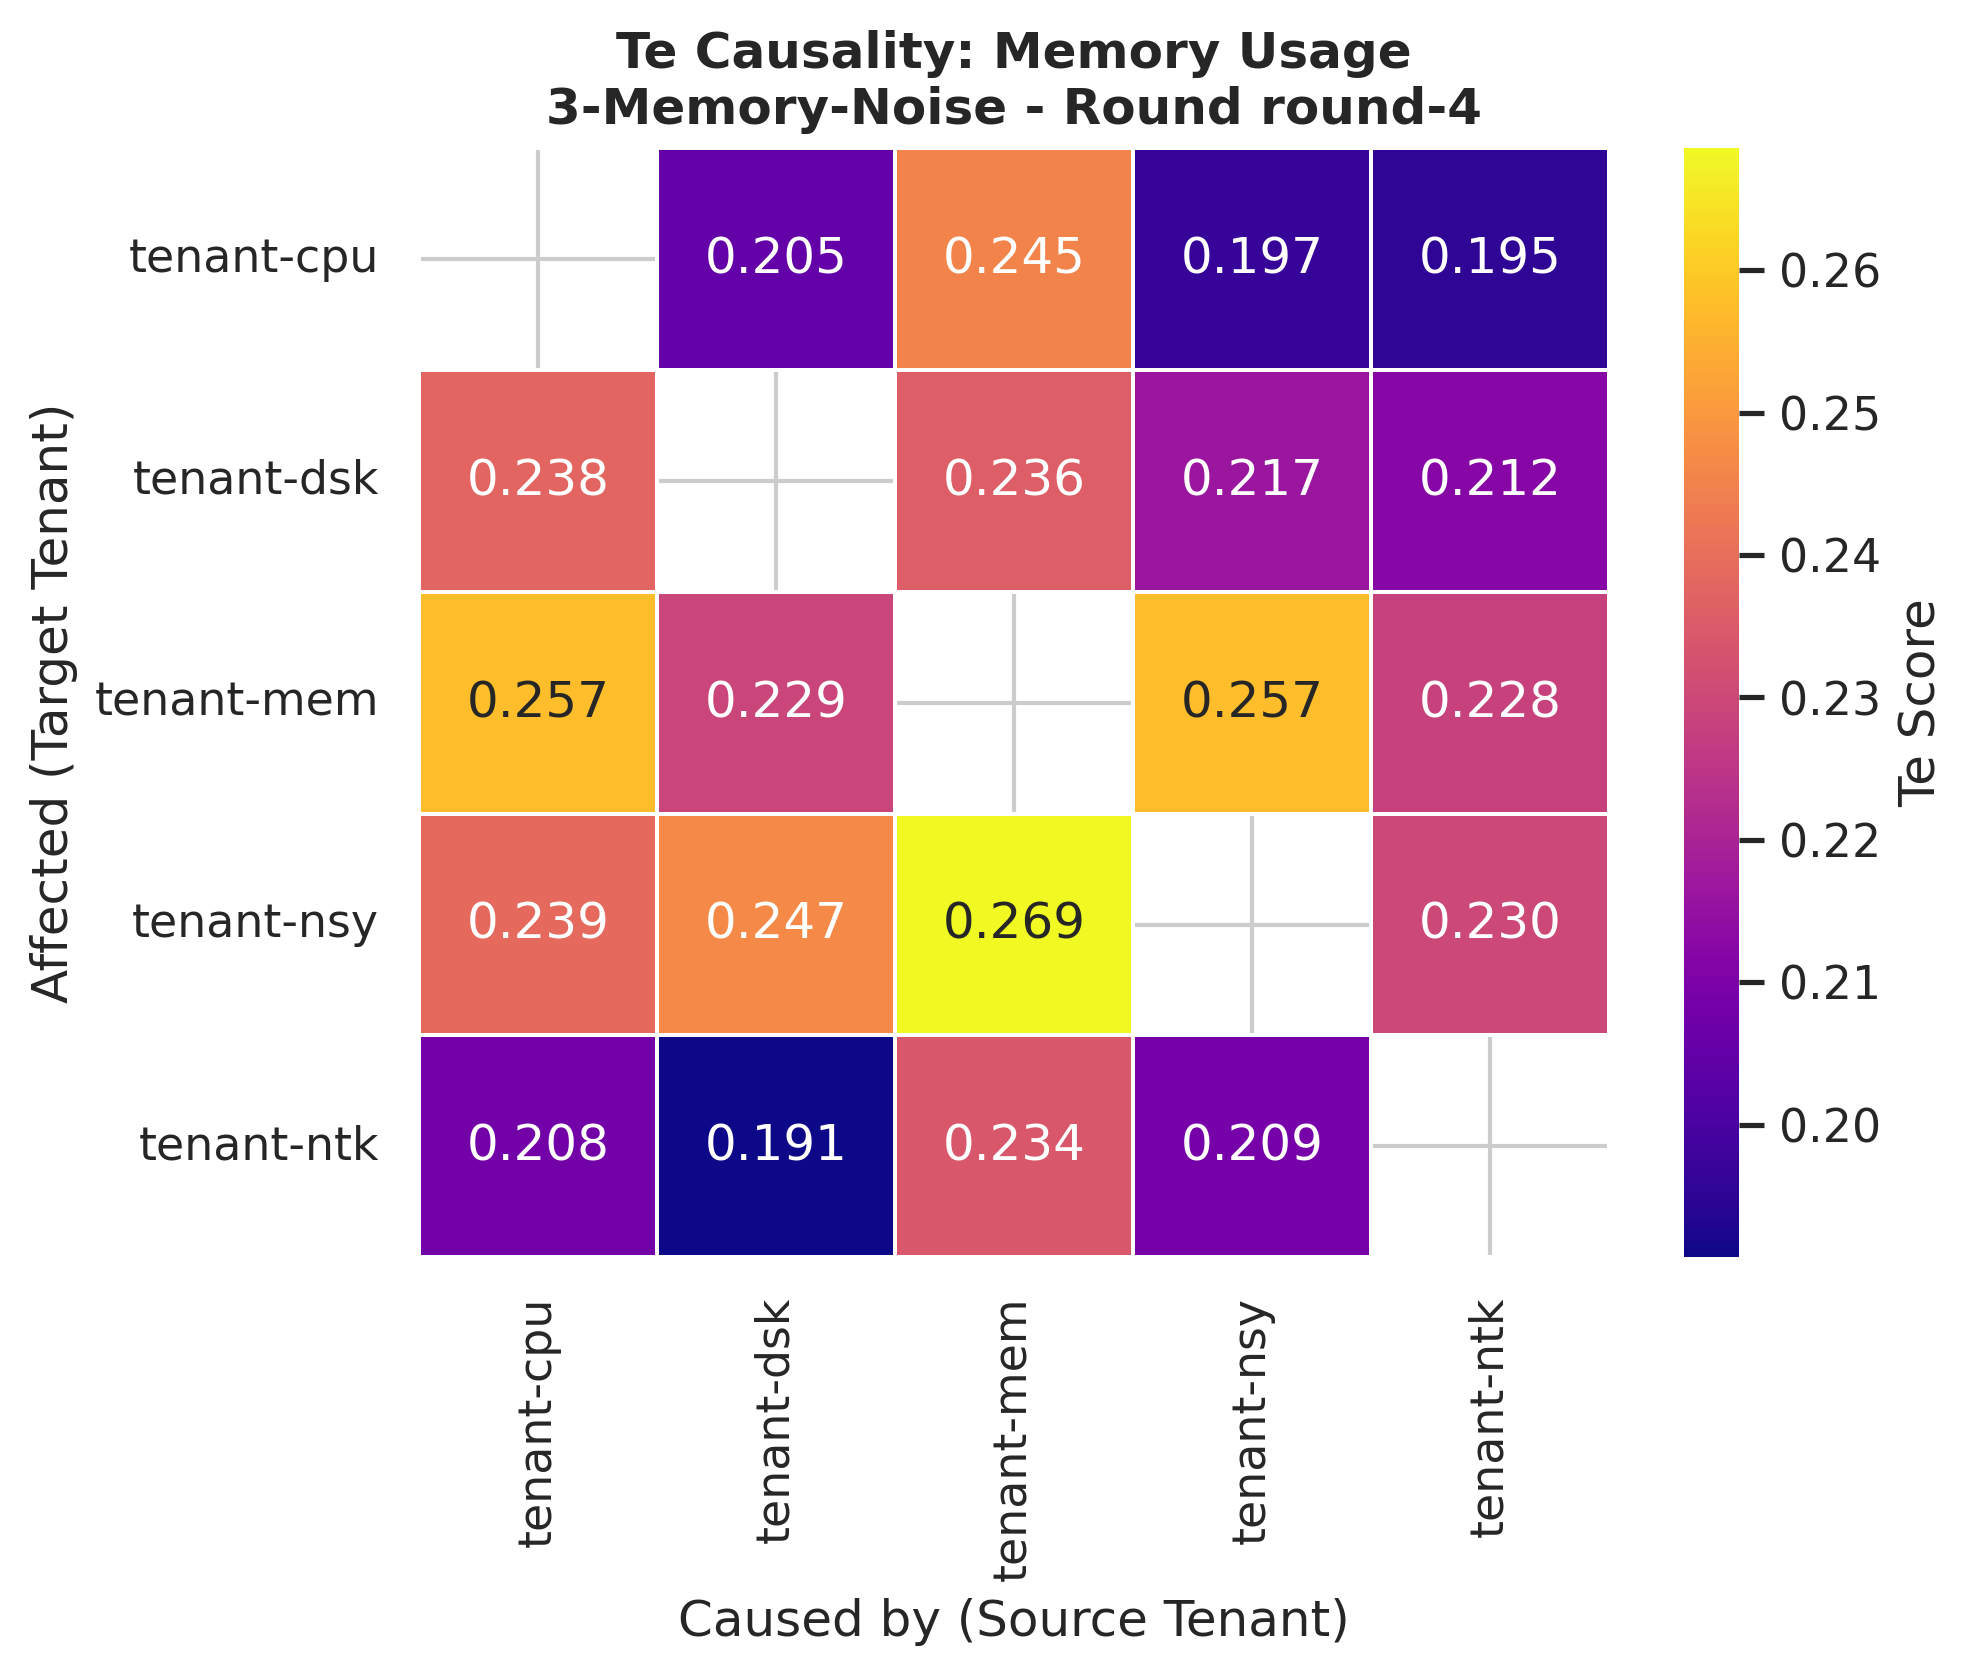 Te Causality: Memory Usage
3-Memory-Noise - Round round-4
Affected (Target Tenant)
tenant-cpu
0.205 0.245 0.197 0.195
tenant-dsk
0.238 0.236 0.217 0.212
tenant-mem
0.257 0.229 0.257 0.228
tenant-nsy
0.239 0.247 0.269 0.230
tenant-ntk
0.208 0.191 0.234 0.209
tenant-cpu
tenant-dsk
tenant-mem
tenant-nsy
tenant-ntk
Caused by (Source Tenant)
0.26
0.25
0.24
0.23
0.22
0.21
0.20
Te Score